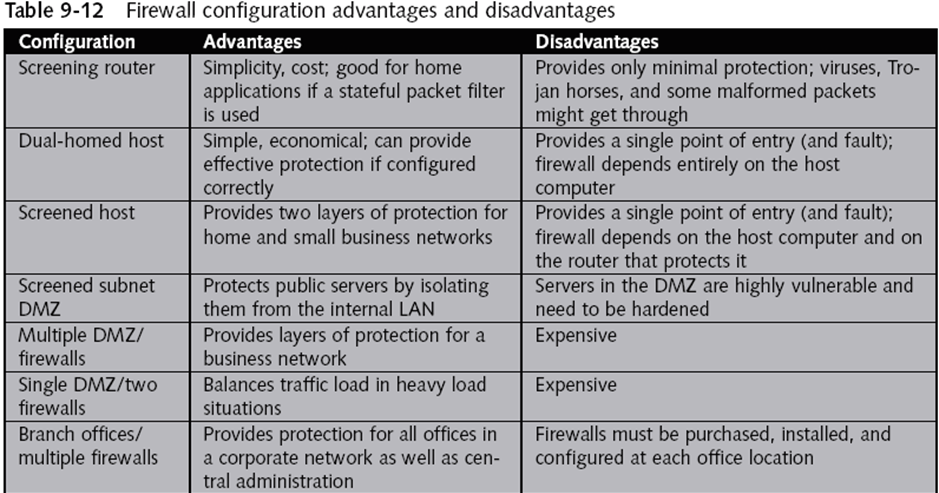 Table 9-12 Firewall configuration advantages and disadvantages
Configuration Advantages Disadvantages
Screening router Simplicity, cost; good for home Provides only minimal protection; viruses, Tro-
applications if a stateful packet filter jan horses, and some malformed packets
is used might get through
Dual-homed host Simple, economical; can provide Provides a single point of entry (and fault);
effective protection if configured firewall depends entirely on the host
correctly computer
Screened host Provides two layers of protection for Provides a single point of entry (and fault);
home and small business networks firewall depends on the host computer and on
the router that protects it
Screened subnet Protects public servers by isolating Servers in the DMZ are highly vulnerable and
DMZ them from the internal LAN need to be hardened
Multiple DMZ/ Provides layers of protection for a Expensive
firewalls business network
Single DMZ/two Balances traffic load in heavy load Expensive
firewalls situations
Branch offices/ Provides protection for all offices in Firewalls must be purchased, installed, and
multiple firewalls a corporate network as well as cen- configured at each office location
tral administration